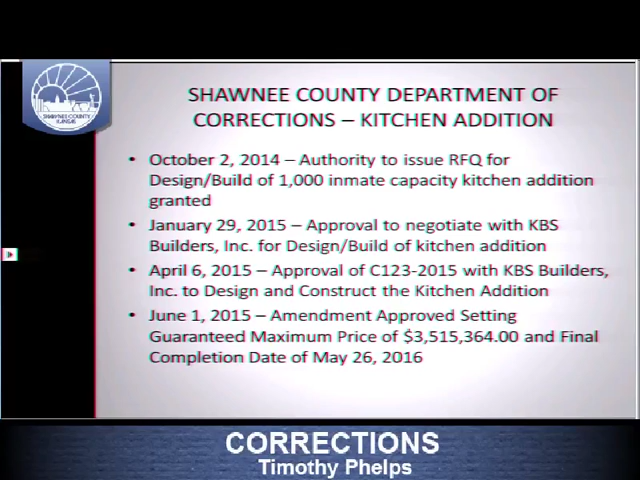 SHAWNEE COUNTY
KANSAS
SHAWNEE COUNTY DEPARTMENT OF
CORRECTIONS – KITCHEN ADDITION
• October 2, 2014 – Authority to issue RFQ for
Design/Build of 1,000 inmate capacity kitchen addition
granted
• January 29, 2015 – Approval to negotiate with KBS
Builders, Inc. for Design/Build of kitchen addition
• April 6, 2015 – Approval of C123-2015 with KBS Builders,
Inc. to Design and Construct the Kitchen Addition
• June 1, 2015 – Amendment Approved Setting
Guaranteed Maximum Price of $3,515,364.00 and Final
Completion Date of May 26, 2016
CORRECTIONS
Timothy Phelps